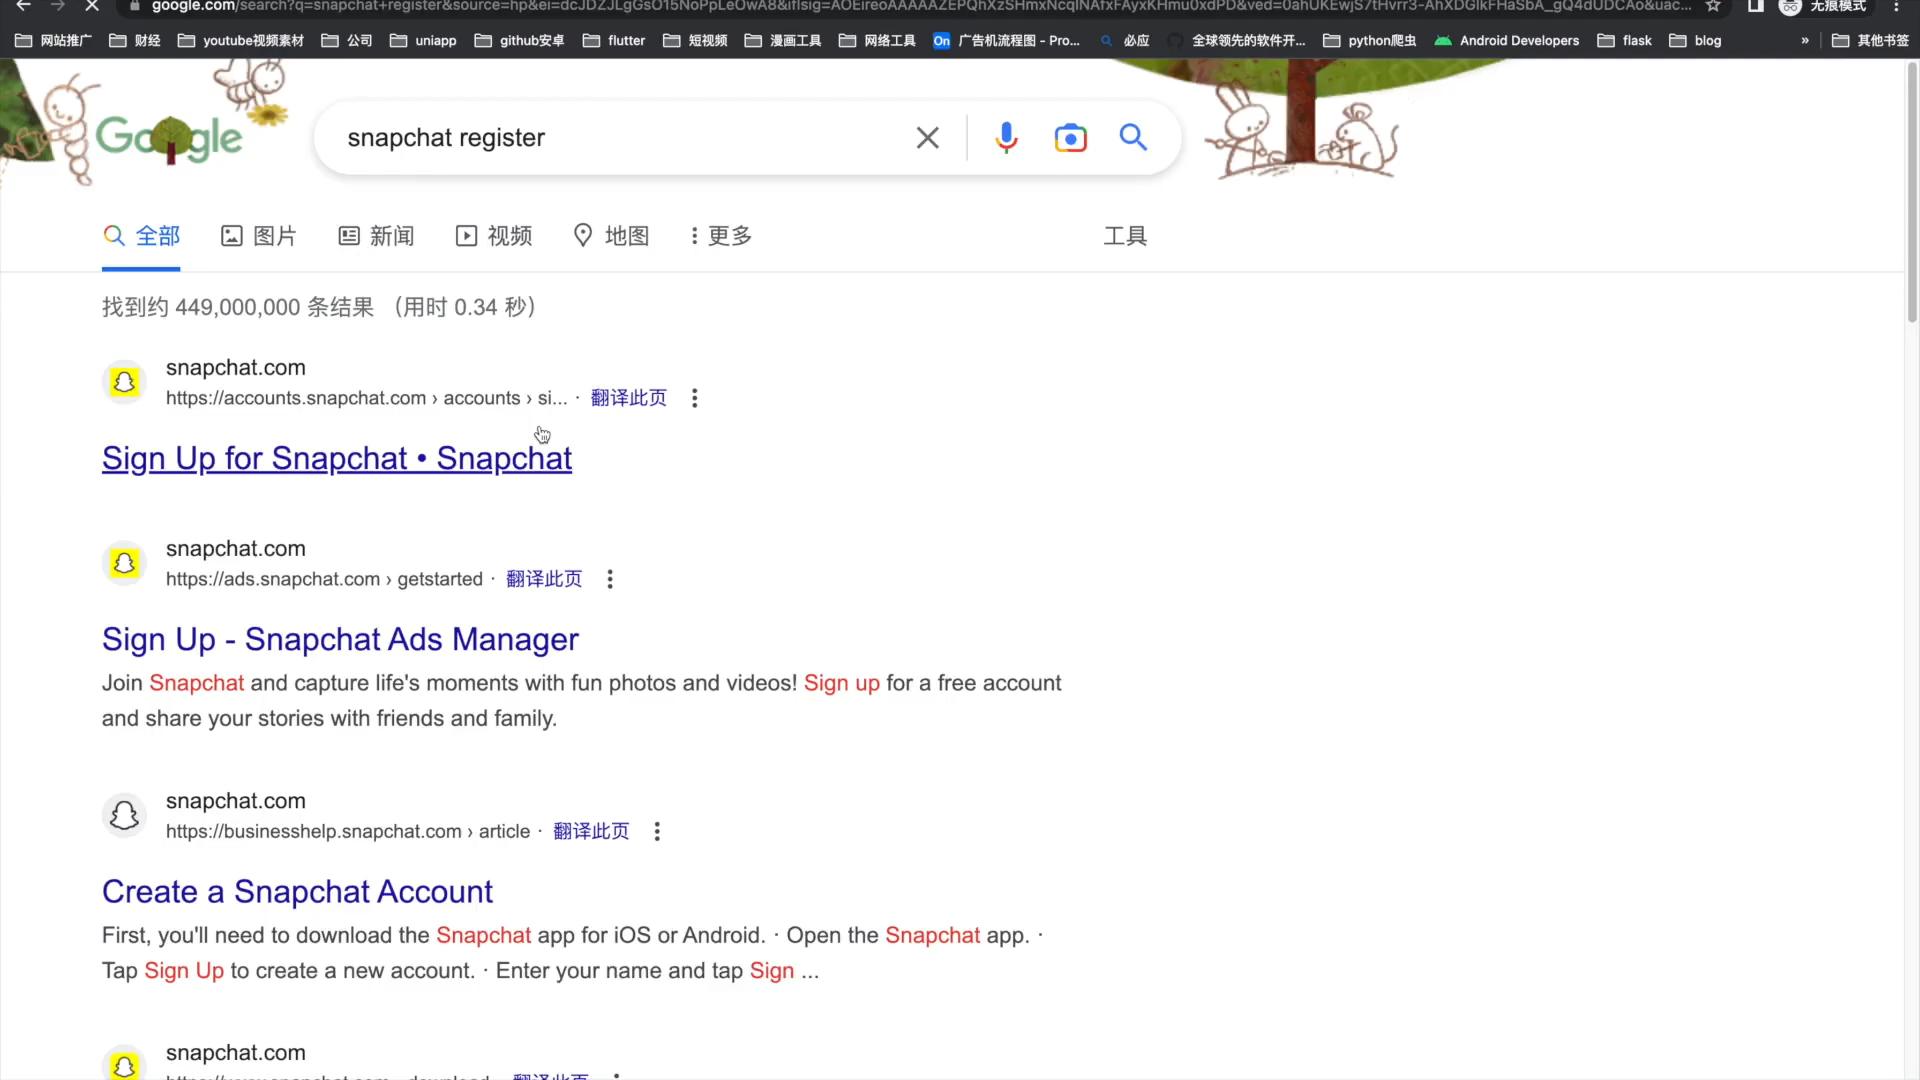 google.com/search?q=snapchat+register&source=hp&ei=dcJDZJLgGsO15NoPpLeOwA8&iflsig=AOEireoAAAAAZEPQhXzSHmxNcqlNAfxFAyxKHmu0xdPD&ved=0ahUKEwjS7tHvrr3-AhXDGlkFHaSbA_gQ4dUDCAo&uac... 无痕模式
网站推广 财经 youtube视频素材 公司 uniapp github安卓 flutter 短视频 漫画工具 网络工具 On 广告机流程图 - Pro... 必应 全球领先的软件开... python爬虫 Android Developers flask blog » 其他书签
Google
snapchat register
全部 图片 新闻 视频 地图 更多 工具
找到约 449,000,000 条结果 （用时 0.34 秒）
snapchat.com
https://accounts.snapchat.com › accounts › si... · 翻译此页
Sign Up for Snapchat • Snapchat
snapchat.com
https://ads.snapchat.com › getstarted · 翻译此页
Sign Up - Snapchat Ads Manager
Join Snapchat and capture life's moments with fun photos and videos! Sign up for a free account
and share your stories with friends and family.
snapchat.com
https://businesshelp.snapchat.com › article · 翻译此页
Create a Snapchat Account
First, you'll need to download the Snapchat app for iOS or Android. · Open the Snapchat app. ·
Tap Sign Up to create a new account. · Enter your name and tap Sign ...
snapchat.com